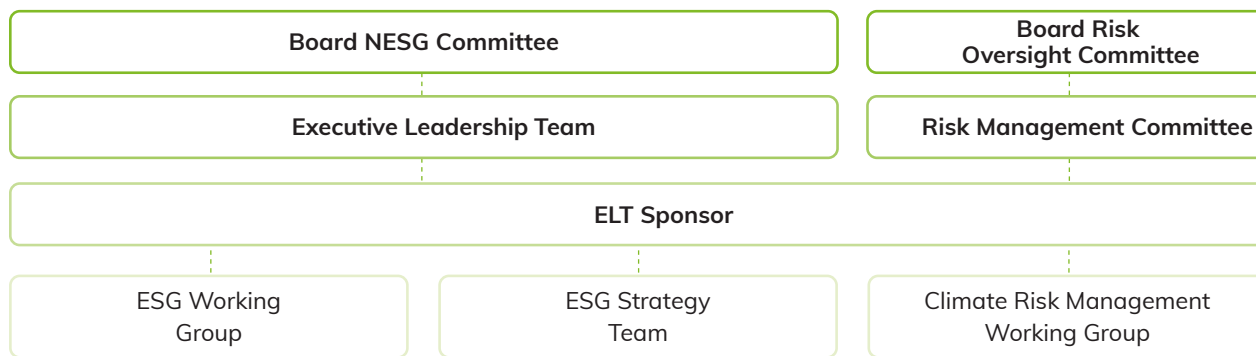 Board NESG Committee
Board Risk
Oversight Committee
Executive Leadership Team
Risk Management Committee
ELT Sponsor
ESG Working
Group
ESG Strategy
Team
Climate Risk Management
Working Group